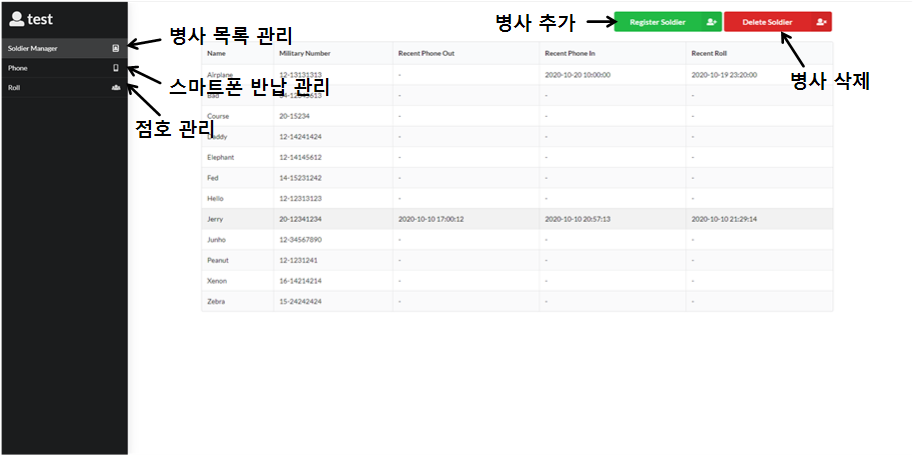 test
병사 추가
Register Soldier
Delete Soldier
병사 목록 관리
Soldier Manager
병사 삭제
Phone
스마트폰 반납 관리
Roll
점호 관리
Name Military Number Recent Phone Out Recent Phone In Recent Roll
Airplane 12-13131313 - 2020-10-20 10:00:00 2020-10-19 23:20:00
- - -
Course 20-15234 - - -
Daddy 12-14241424 - - -
Elephant 12-14145612 - - -
Fed 14-15231242 - - -
Hello 12-12313123 - - -
Jerry 20-12341234 2020-10-10 17:00:12 2020-10-10 20:57:13 2020-10-10 21:29:14
Junho 12-34567890 - - -
Peanut 12-1231241 - - -
Xenon 16-14214214 - - -
Zebra 15-24242424 - - -